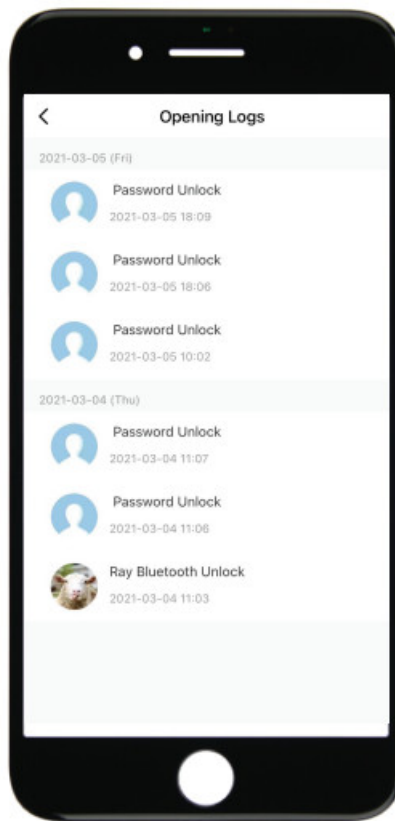 Opening Logs
2021-03-05 (Fri)
Password Unlock
2021-03-05 18:09
Password Unlock
2021-03-05 18:06
Password Unlock
2021-03-05 10:02
2021-03-04 (Thu)
Password Unlock
2021-03-04 11:07
Password Unlock
2021-03-04 11:06
Ray Bluetooth Unlock
2021-03-04 11:03